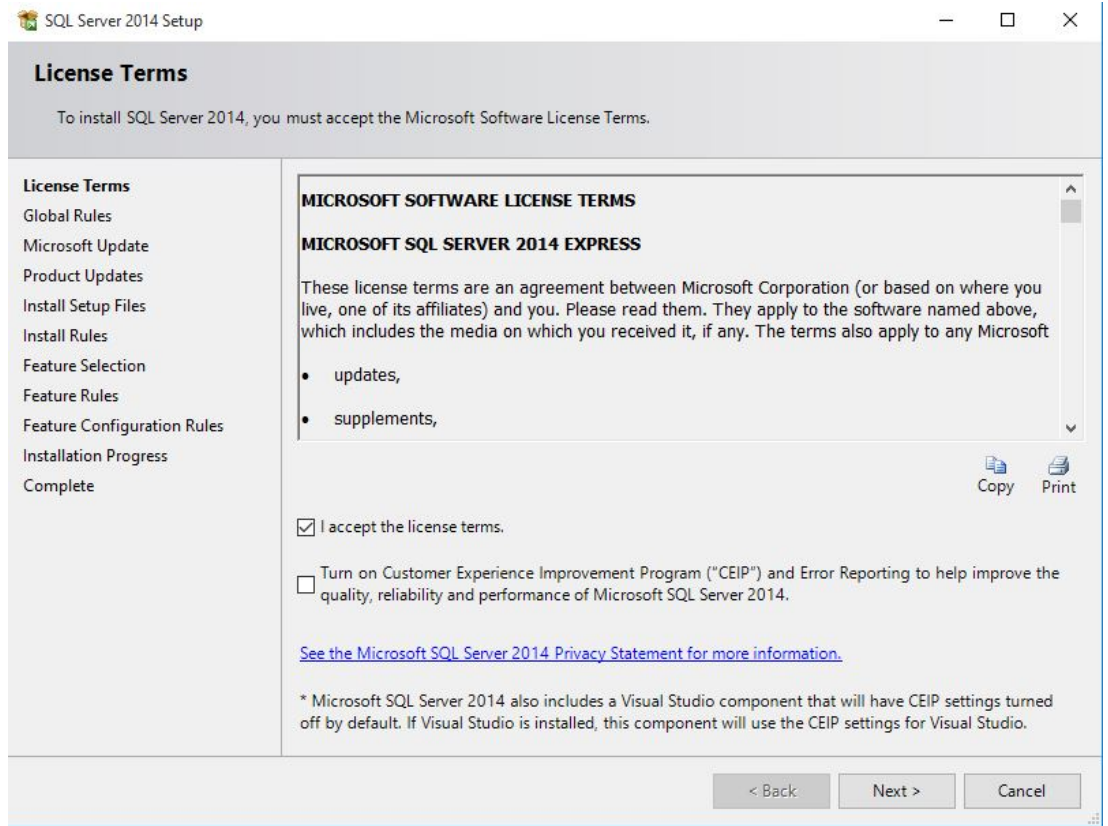 SQL Server 2014 Setup
License Terms
To install SQL Server 2014, you must accept the Microsoft Software License Terms.
License Terms
Global Rules
Microsoft Update
Product Updates
Install Setup Files
Install Rules
Feature Selection
Feature Rules
Feature Configuration Rules
Installation Progress
Complete
MICROSOFT SOFTWARE LICENSE TERMS
MICROSOFT SQL SERVER 2014 EXPRESS
These license terms are an agreement between Microsoft Corporation (or based on where you
live, one of its affiliates) and you. Please read them. They apply to the software named above,
which includes the media on which you received it, if any. The terms also apply to any Microsoft
• updates,
• supplements,
Copy Print
I accept the license terms.
Turn on Customer Experience Improvement Program ("CEIP") and Error Reporting to help improve the
quality, reliability and performance of Microsoft SQL Server 2014.
See the Microsoft SQL Server 2014 Privacy Statement for more information.
* Microsoft SQL Server 2014 also includes a Visual Studio component that will have CEIP settings turned
off by default. If Visual Studio is installed, this component will use the CEIP settings for Visual Studio.
< Back Next > Cancel